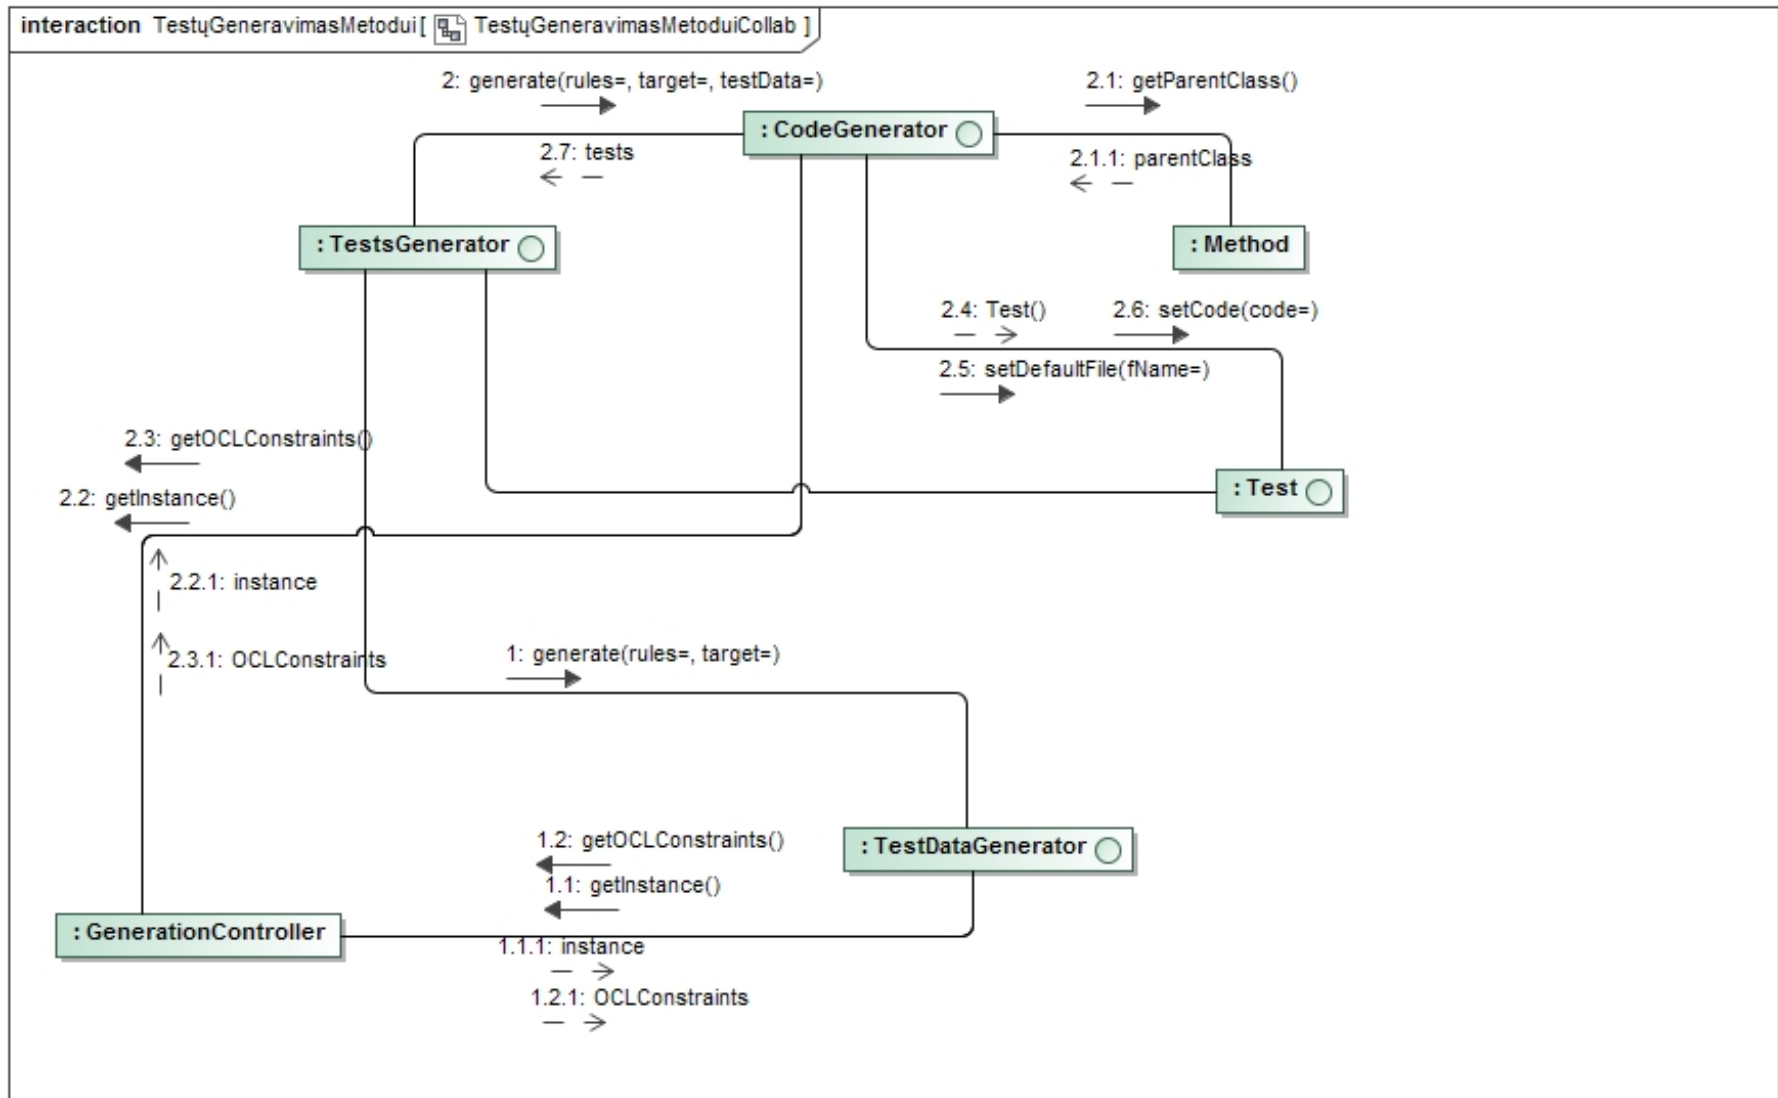 interaction TestųGeneravimasMetodui[ TestųGeneravimasMetoduiCollab ]
2: generate(rules=, target=, testData=)
2.1: getParentClass()
: CodeGenerator
2.7: tests
2.1.1: parentClass
: TestsGenerator
: Method
2.4: Test()
2.6: setCode(code=)
2.5: setDefaultFile(fName=)
2.3: getOCLConstraints()
2.2: getInstance()
: Test
2.2.1: instance
2.3.1: OCLConstraints
1: generate(rules=, target=)
1.2: getOCLConstraints()
: TestDataGenerator
1.1: getInstance()
: GenerationController
1.1.1: instance
1.2.1: OCLConstraints